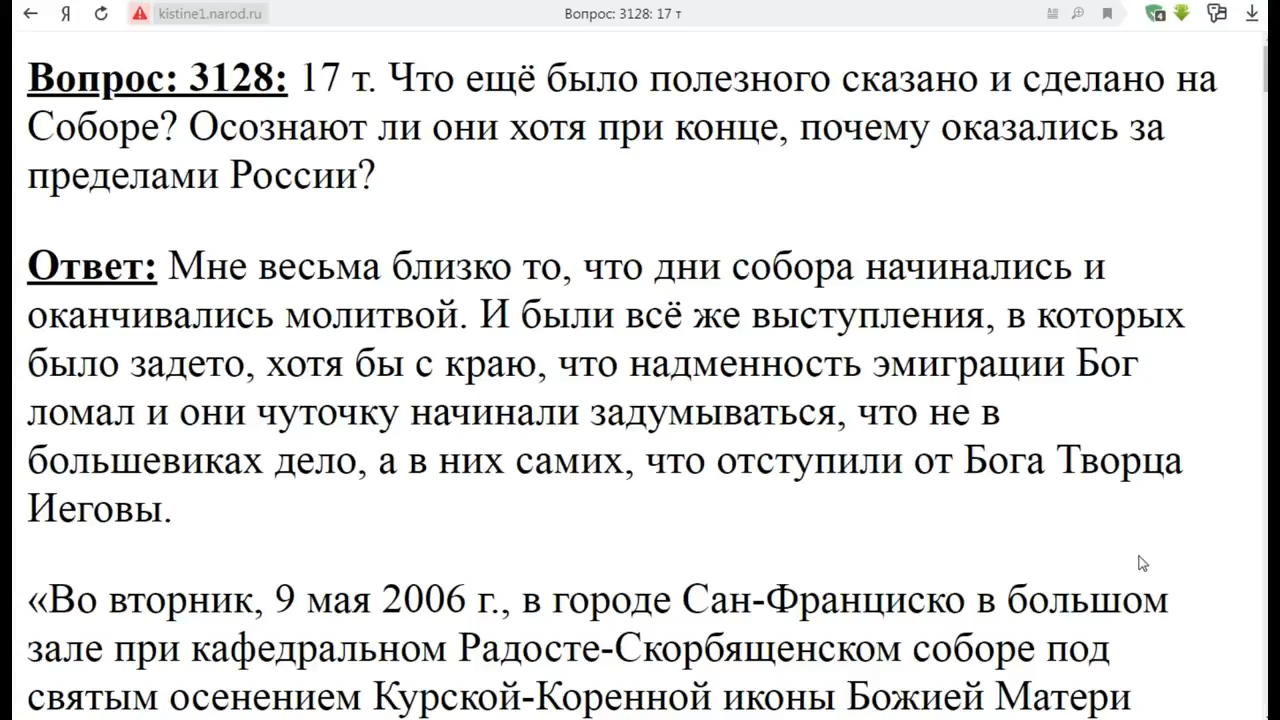 Я
kistine1.narod.ru
Вопрос: 3128: 17 т
4
Вопрос: 3128: 17 т. Что ещё было полезного сказано и сделано на
Соборе? Осознают ли они хотя при конце, почему оказались за
пределами России?
Ответ: Мне весьма близко то, что дни собора начинались и
оканчивались молитвой. И были всё же выступления, в которых
было задето, хотя бы с краю, что надменность эмиграции Бог
ломал и они чуточку начинали задумываться, что не в
большевиках дело, а в них самих, что отступили от Бога Творца
Иеговы.
«Во вторник, 9 мая 2006 г., в городе Сан-Франциско в большом
зале при кафедральном Радосте-Скорбященском соборе под
святым осенением Курской-Коренной иконы Божией Матери